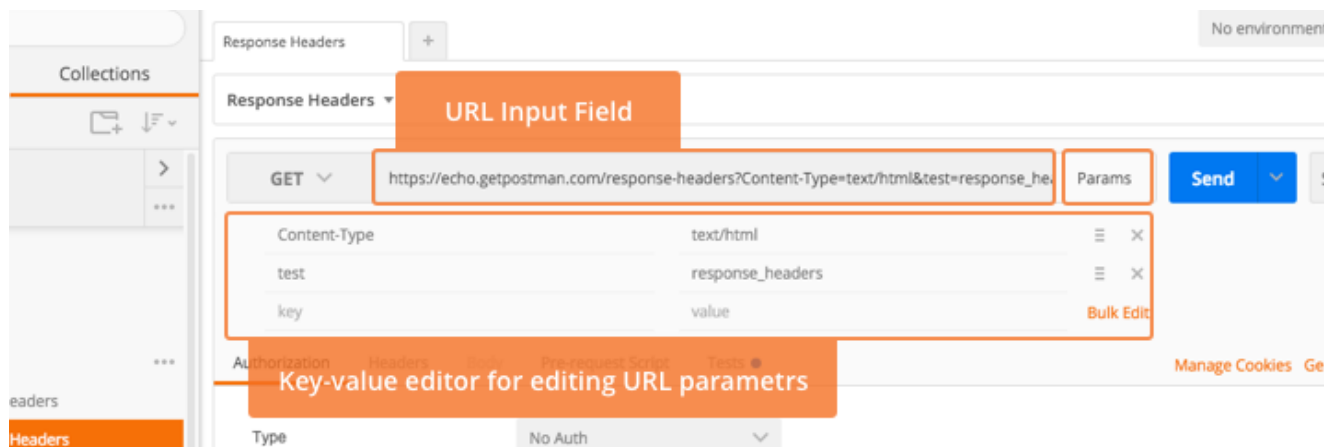 Response Headers
+
No environment
Collections
Response Headers
URL Input Field
GET
https://echo.getpostman.com/response-headers?Content-Type=text/html&test=response_hea
Params
Send
Content-Type text/html
test response_headers
key value
Bulk Edit
Authorization Headers Body Pre-request Script Tests
Manage Cookies Ge
Key-value editor for editing URL parametrs
eaders
Headers
Type No Auth